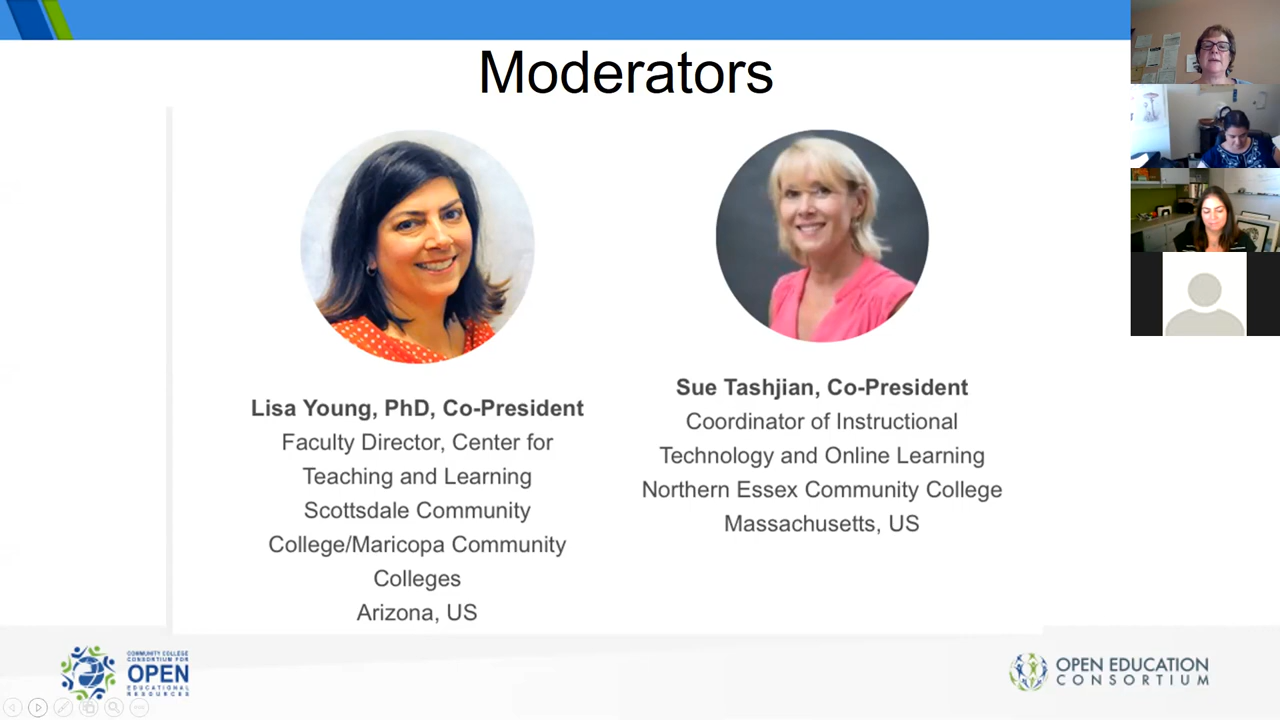 Moderators
Lisa Young, PhD, Co-President
Faculty Director, Center for
Teaching and Learning
Scottsdale Community
College/Maricopa Community
Colleges
Arizona, US
Sue Tashjian, Co-President
Coordinator of Instructional
Technology and Online Learning
Northern Essex Community College
Massachusetts, US
COMMUNITY COLLEGE
CONSORTIUM FOR
OPEN
EDUCATIONAL
RESOURCES
OPEN EDUCATION
CONSORTIUM